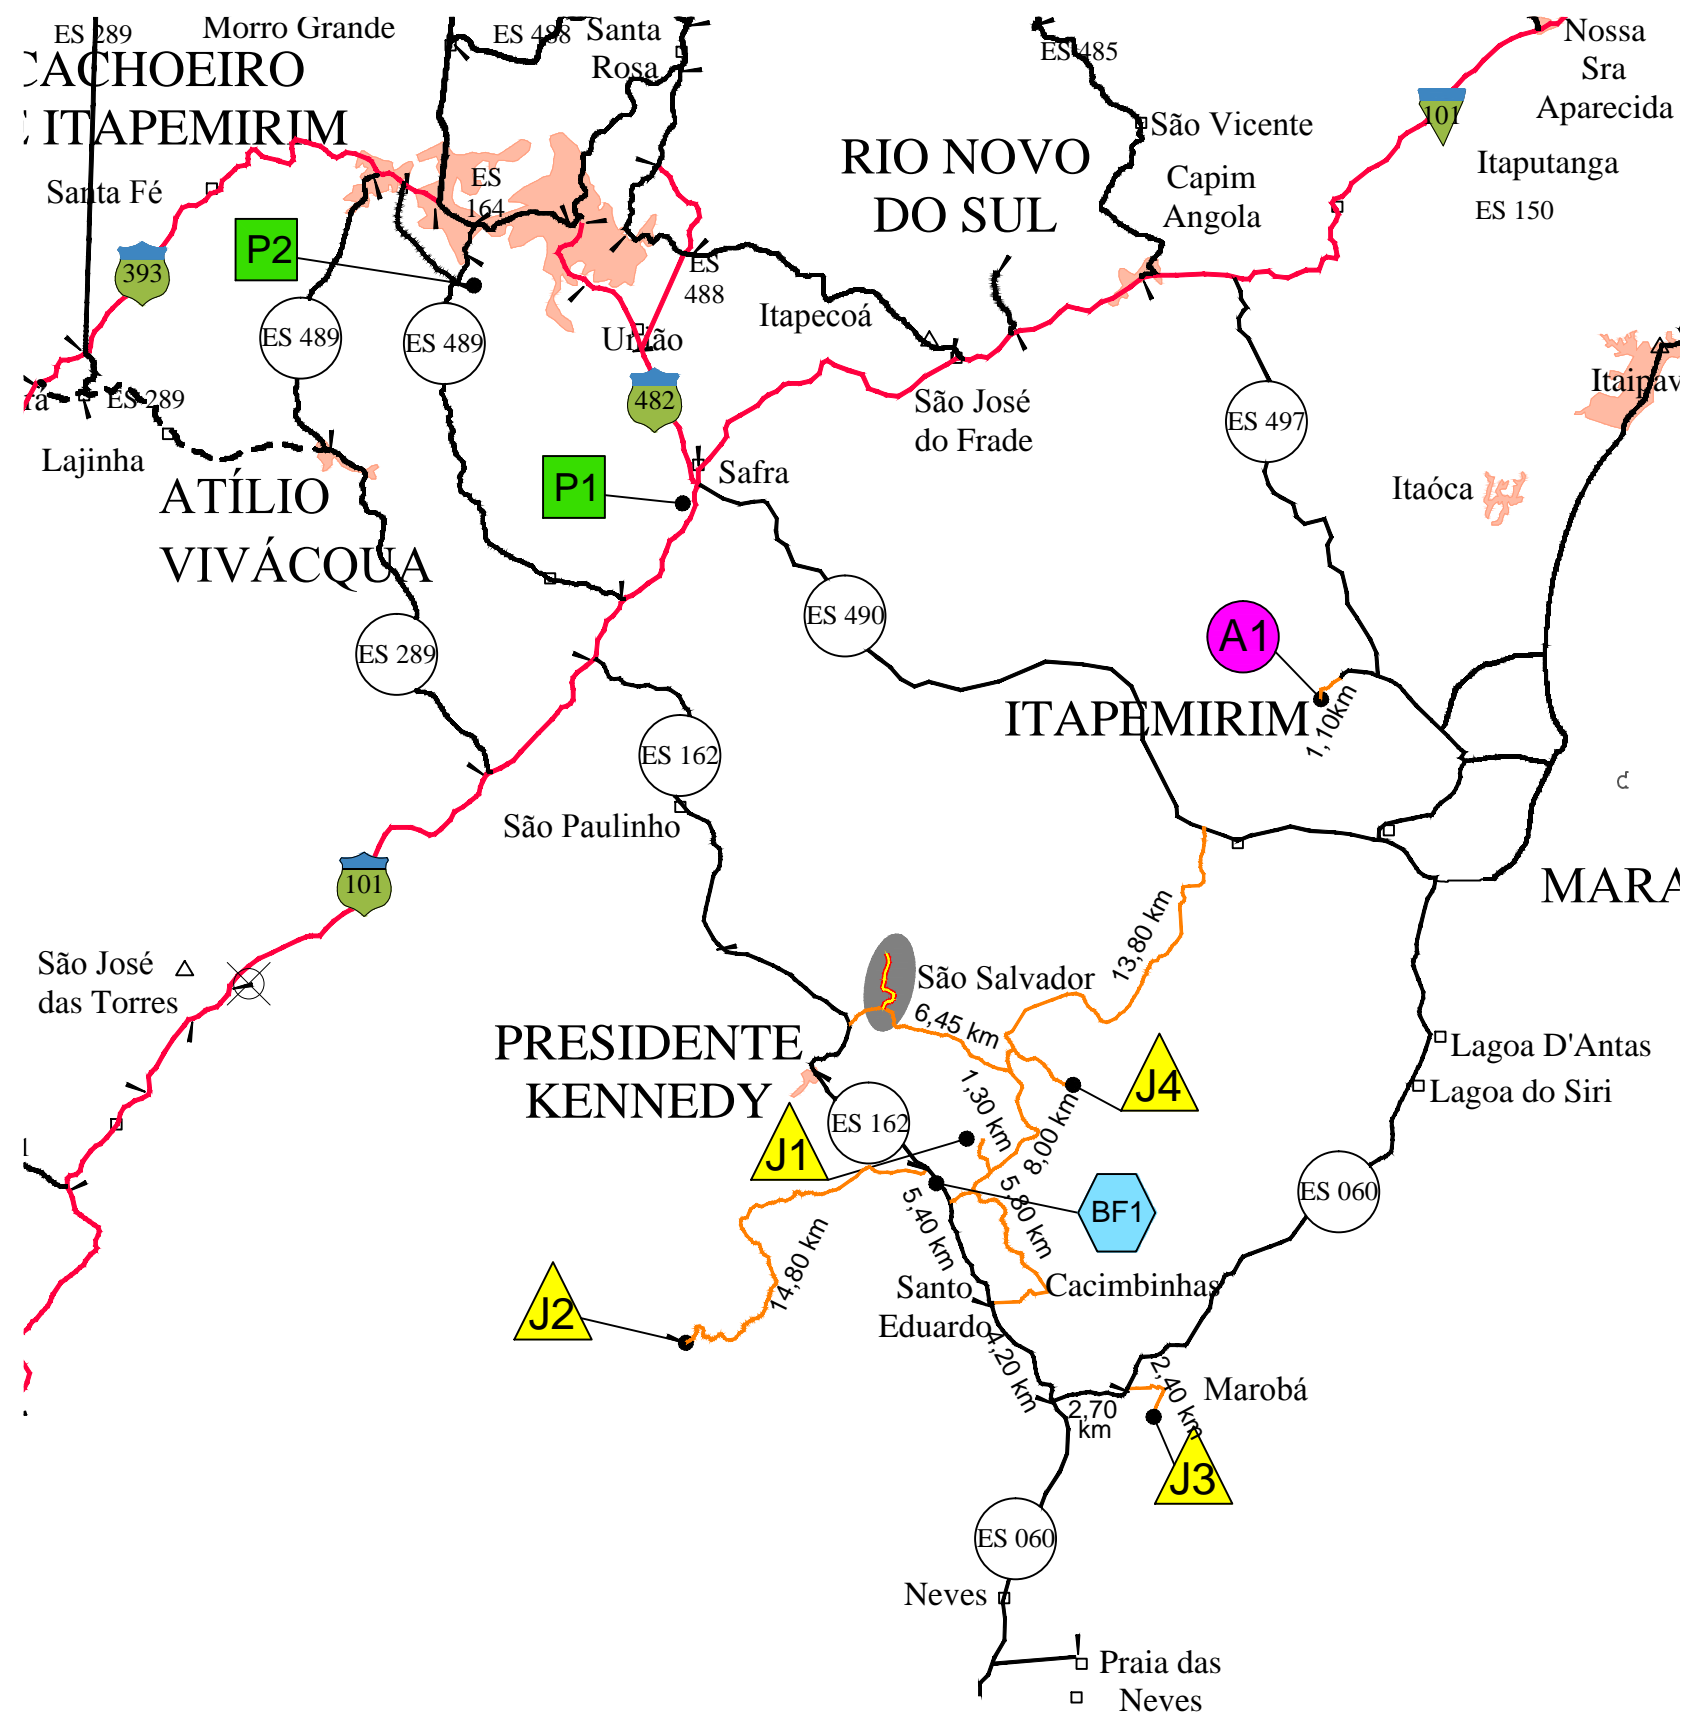 ES 289
Morro Grande
ES 488
Santa
Rosa
ES 485
Nossa
Sra
Aparecida
CACHOEIRO
E ITAPEMIRIM
101
São Vicente
RIO NOVO
DO SUL
Itaputanga
Capim
Angola
ES 150
Santa Fé
ES
164
P2
393
ES
488
Itapecoá
União
ES 489
ES 489
482
Itaipav
ES 289
São José
do Frade
ES 497
Lajinha
Safra
ATÍLIO
VIVÁCQUA
P1
Itaóca
ES 490
A1
ES 289
ITAPEMIRIM
1,10km
ES 162
São Paulinho
101
MARA
13,80 km
São José
das Torres
São Salvador
6,45 km
PRESIDENTE
KENNEDY
Lagoa D'Antas
Lagoa do Siri
J4
1,30 km
8,00 km
ES 162
J1
5,80 km
5,40 km
BF1
ES 060
14,80 km
Santo
Eduardo
Cacimbinhas
J2
4,20 km
2,40 km
Marobá
2,70
km
J3
ES 060
Neves
Praia das
Neves